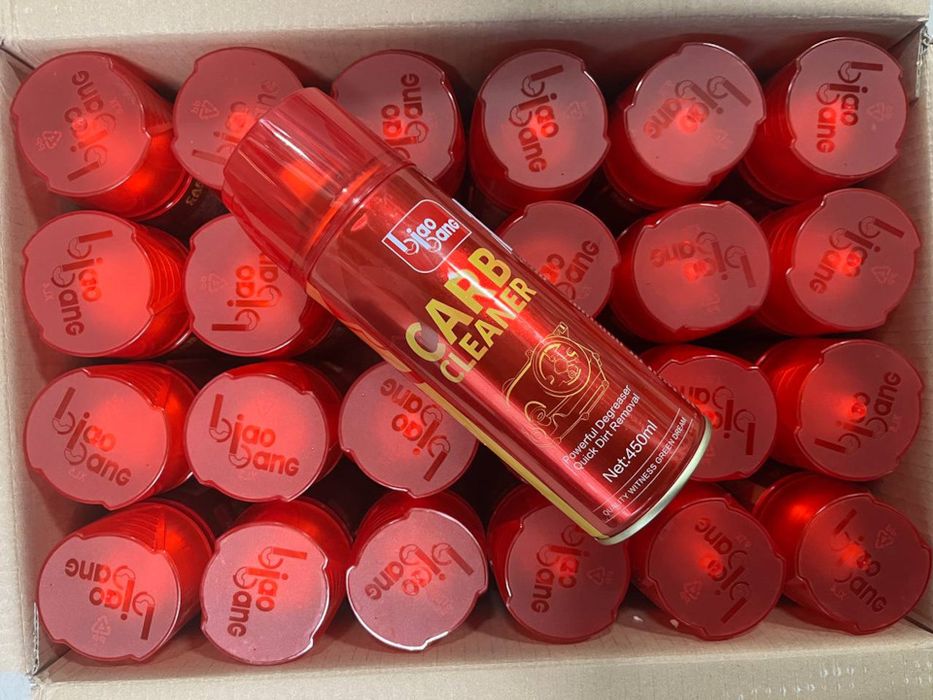 biao
bang
CARB
CLEANER
Powerful Degreaser
Quick Dirt Removal
Net:450ml
QUALITY WITNESS GREEN DREAM